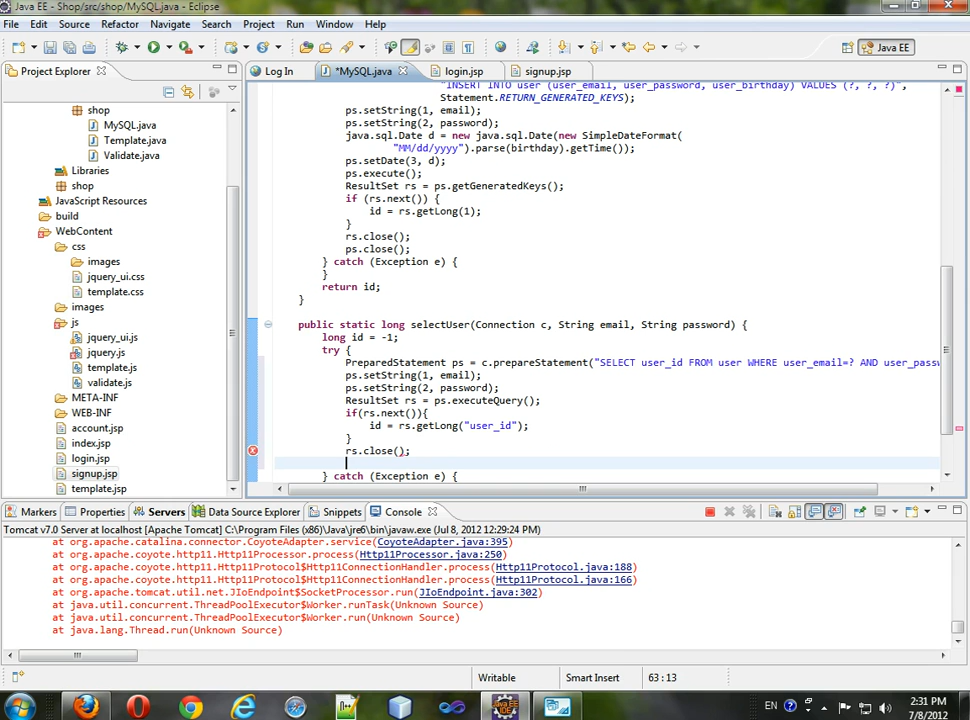 Java EE - Shop/src/shop/MySQL.java - Eclipse
File Edit Source Refactor Navigate Search Project Run Window Help
Java EE
Project Explorer
Log In *MySQL.java login.jsp signup.jsp
shop
MySQL.java
Template.java
Validate.java
Libraries
shop
JavaScript Resources
build
WebContent
css
images
jquery_ui.css
template.css
images
js
jquery_ui.js
jquery.js
template.js
validate.js
META-INF
WEB-INF
account.jsp
index.jsp
login.jsp
signup.jsp
template.jsp
"INSERT INTO user (user_email, user_password, user_birthday) VALUES (?, ?, ?)",
Statement.RETURN_GENERATED_KEYS);
ps.setString(1, email);
ps.setString(2, password);
java.sql.Date d = new java.sql.Date(new SimpleDateFormat(
"MM/dd/yyyy").parse(birthday).getTime());
ps.setDate(3, d);
ps.execute();
ResultSet rs = ps.getGeneratedKeys();
if (rs.next()) {
id = rs.getLong(1);
}
rs.close();
ps.close();
} catch (Exception e) {
}
return id;
}
public static long selectUser(Connection c, String email, String password) {
long id = -1;
try {
PreparedStatement ps = c.prepareStatement("SELECT user_id FROM user WHERE user_email=? AND user_passw
ps.setString(1, email);
ps.setString(2, password);
ResultSet rs = ps.executeQuery();
if(rs.next()){
id = rs.getLong("user_id");
}
rs.close();
} catch (Exception e) {
Markers Properties Servers Data Source Explorer Snippets Console
Tomcat v7.0 Server at localhost [Apache Tomcat] C:\Program Files (x86)\Java\jre6\bin\javaw.exe (Jul 8, 2012 12:29:24 PM)
at org.apache.catalina.connector.CoyoteAdapter.service(CoyoteAdapter.java:395)
at org.apache.coyote.http11.Http11Processor.process(Http11Processor.java:250)
at org.apache.coyote.http11.Http11Protocol$Http11ConnectionHandler.process(Http11Protocol.java:188)
at org.apache.coyote.http11.Http11Protocol$Http11ConnectionHandler.process(Http11Protocol.java:166)
at org.apache.tomcat.util.net.JIoEndpoint$SocketProcessor.run(JIoEndpoint.java:302)
at java.util.concurrent.ThreadPoolExecutor$Worker.runTask(Unknown Source)
at java.util.concurrent.ThreadPoolExecutor$Worker.run(Unknown Source)
at java.lang.Thread.run(Unknown Source)
Writable Smart Insert 63 : 13
EN 2:31 PM
7/8/2012